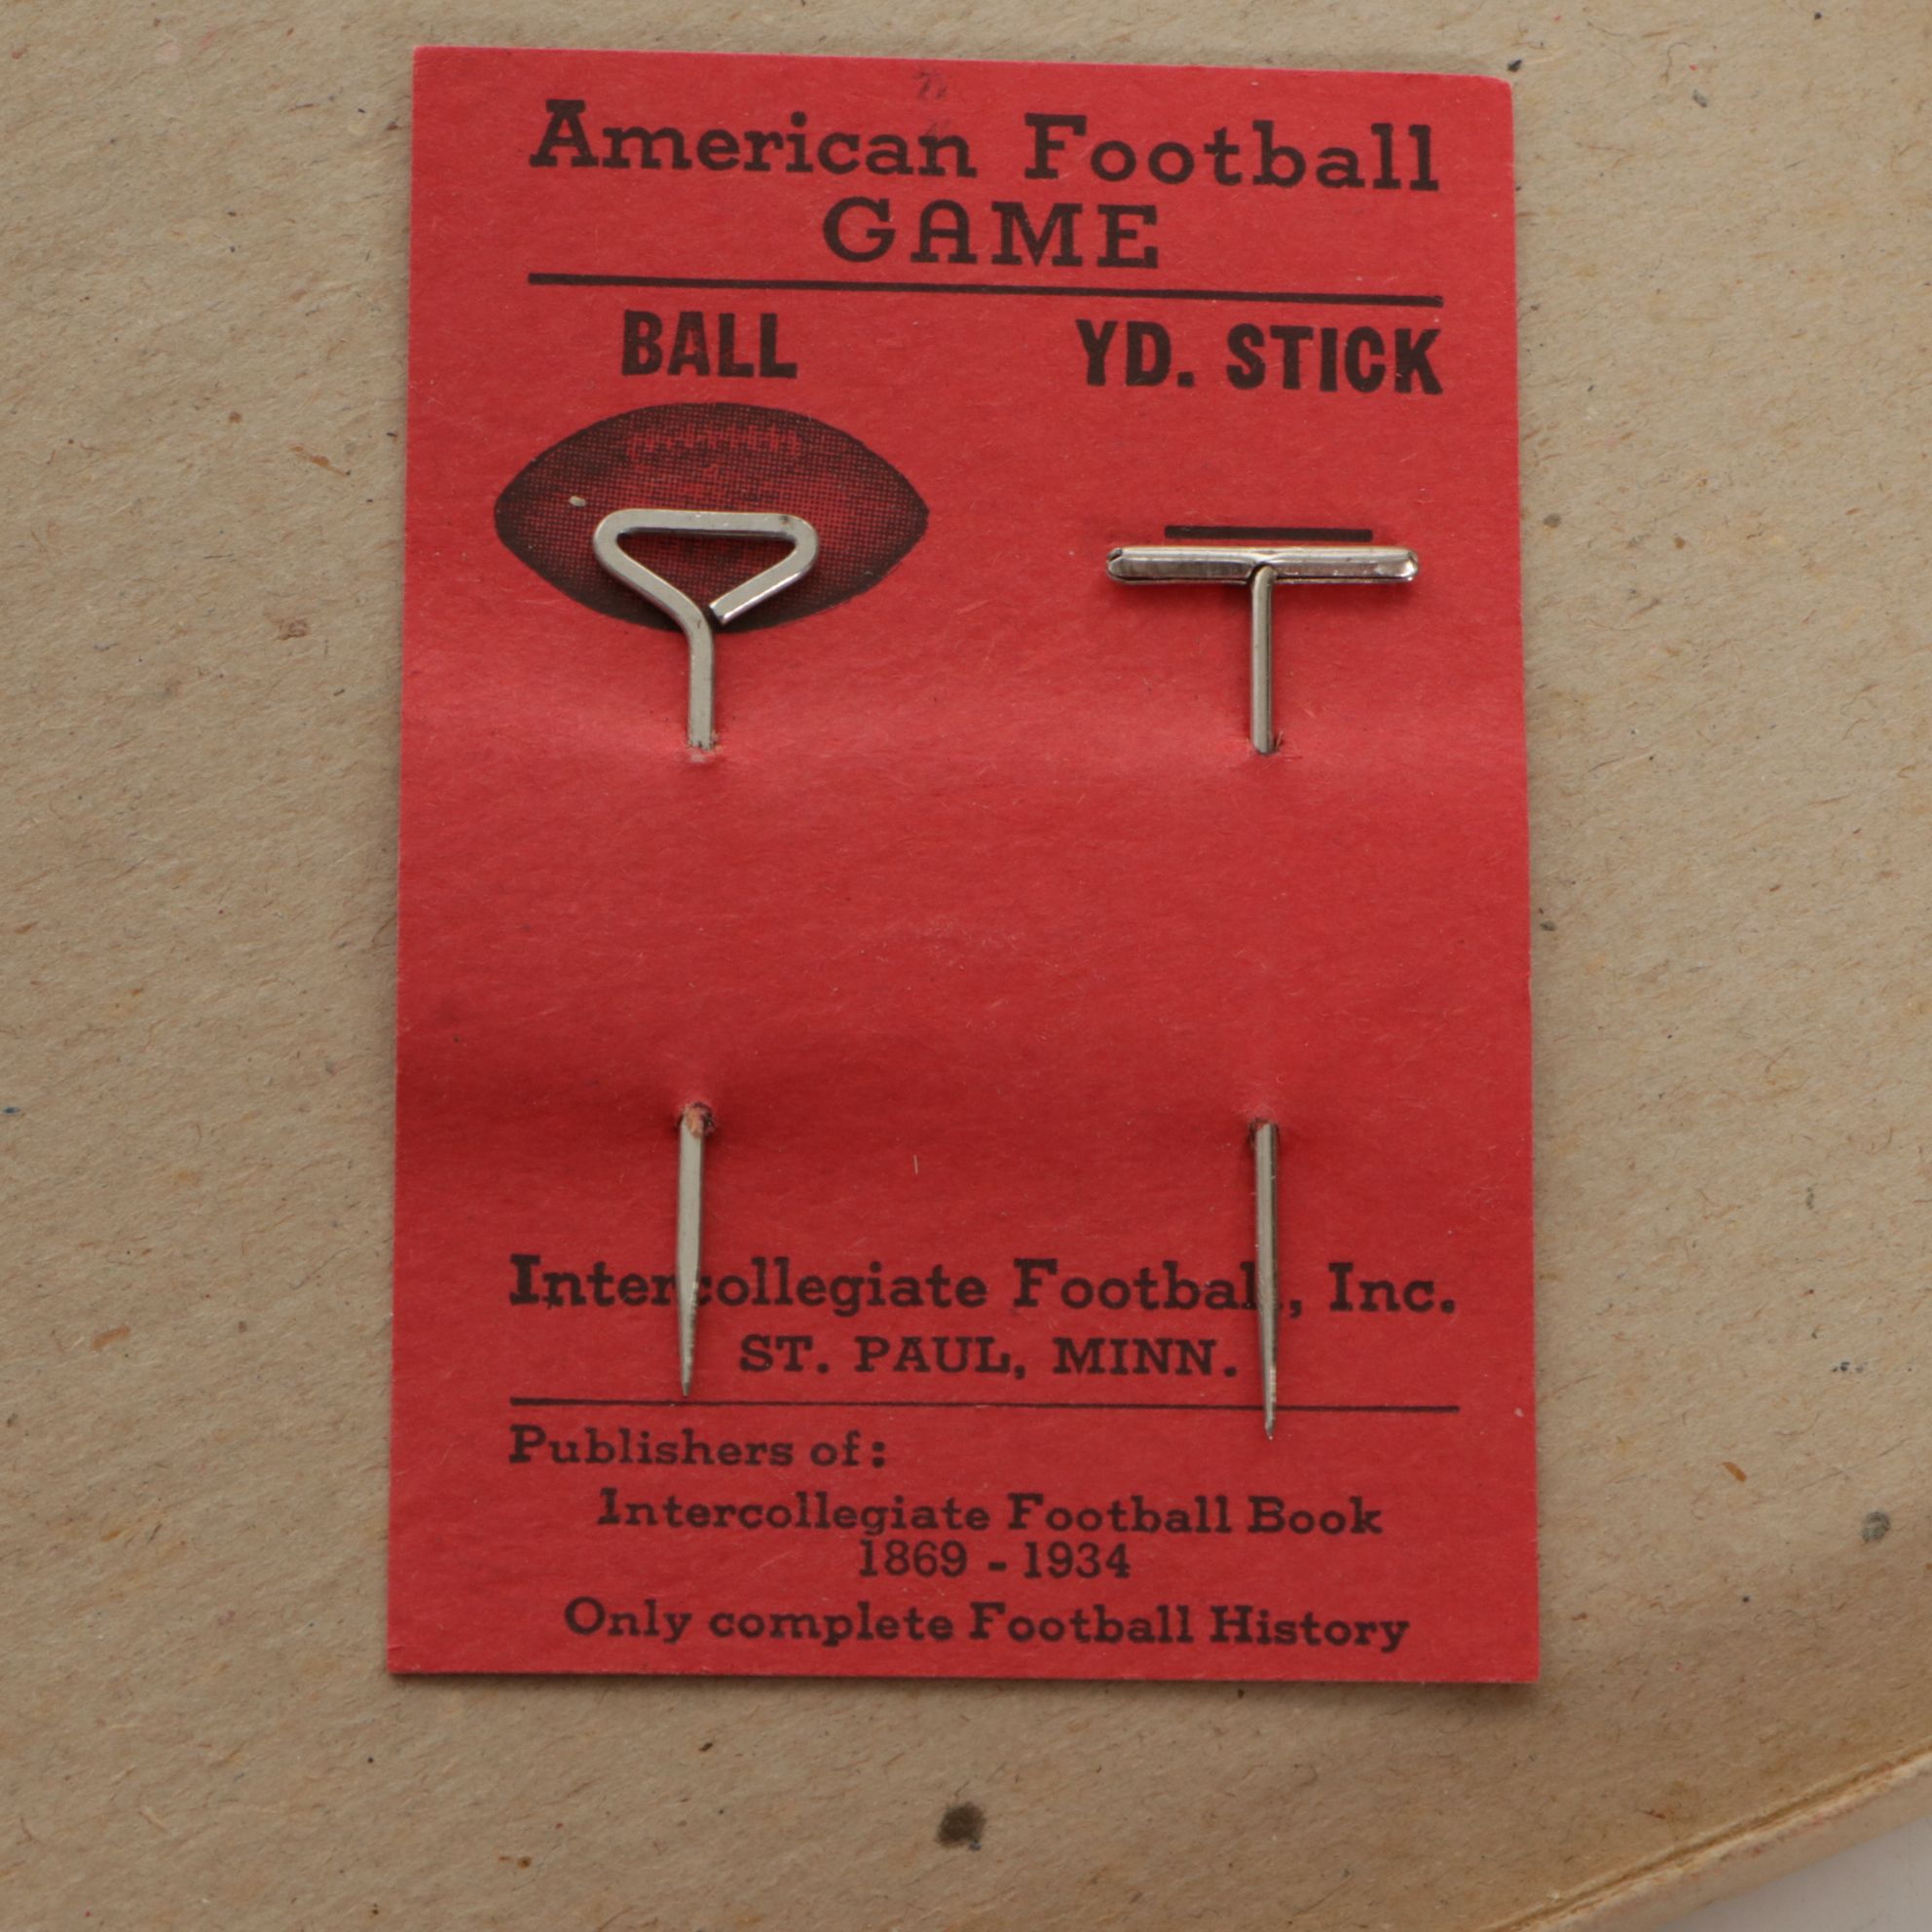 American Football
GAME
BALL YD. STICK
Intercollegiate Football, Inc.
ST. PAUL, MINN.
Publishers of:
Intercollegiate Football Book
1869 - 1934
Only complete Football History